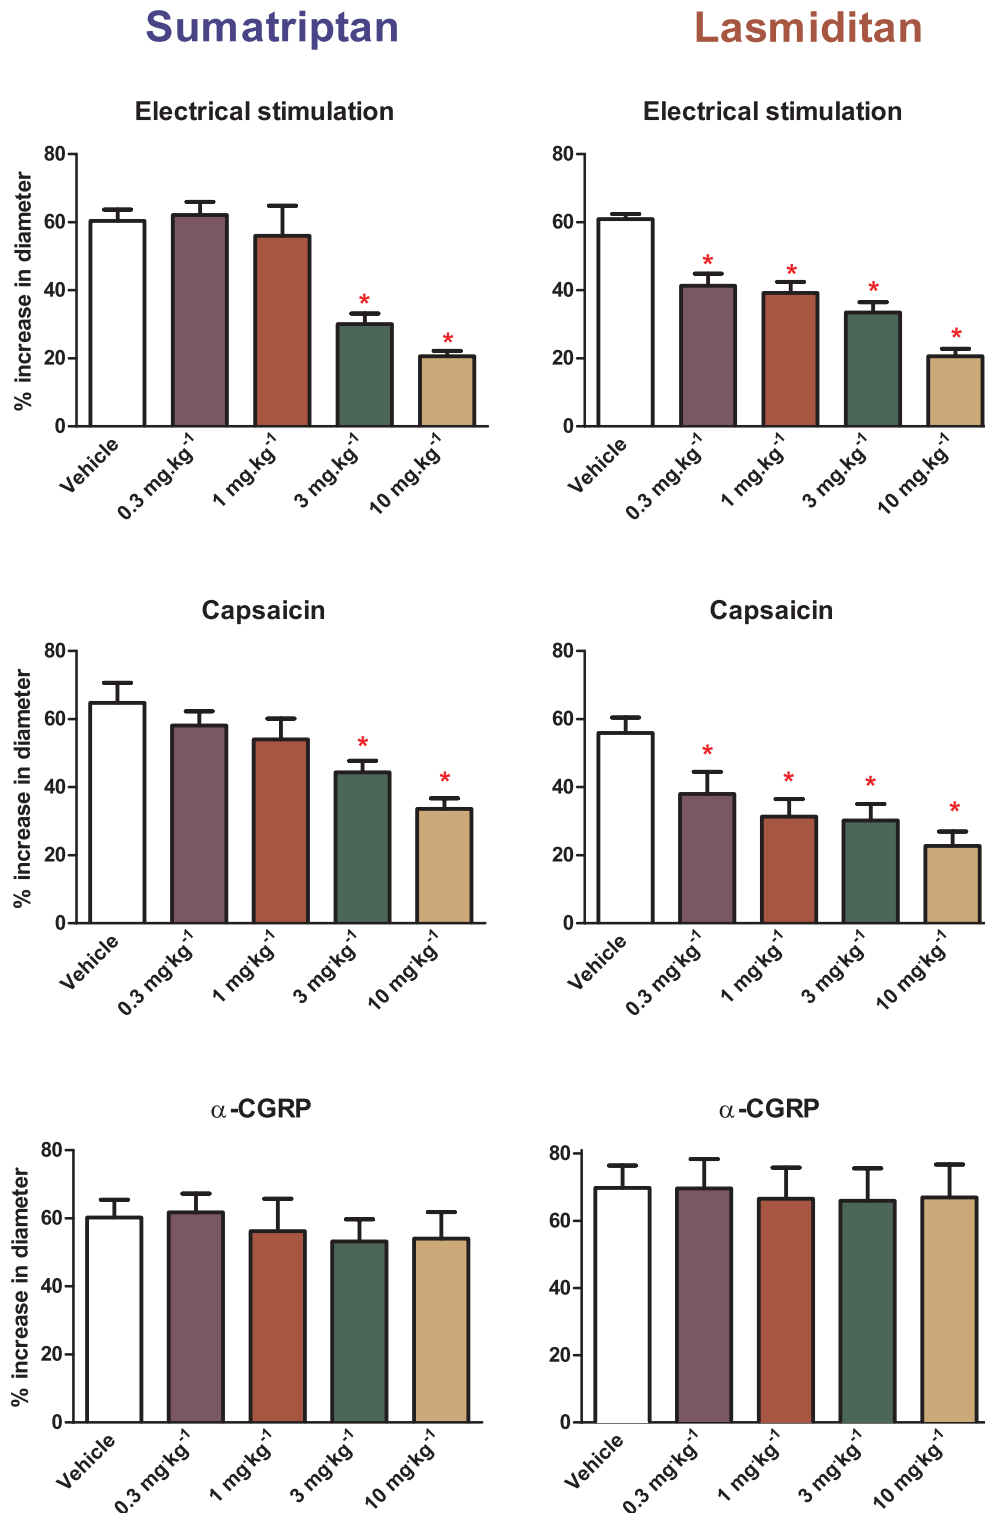 Sumatriptan
Lasmiditan
Electrical stimulation
% increase in diameter
80
60
40
20
0
*
*
Vehicle
0.3 mg.kg⁻¹
1 mg.kg⁻¹
3 mg.kg⁻¹
10 mg.kg⁻¹
Electrical stimulation
80
60
40
20
0
*
*
*
*
Vehicle
0.3 mg.kg⁻¹
1 mg.kg⁻¹
3 mg.kg⁻¹
10 mg.kg⁻¹
Capsaicin
% increase in diameter
80
60
40
20
0
*
*
Vehicle
0.3 mg·kg⁻¹
1 mg·kg⁻¹
3 mg·kg⁻¹
10 mg·kg⁻¹
Capsaicin
80
60
40
20
0
*
*
*
*
Vehicle
0.3 mg·kg⁻¹
1 mg·kg⁻¹
3 mg·kg⁻¹
10 mg·kg⁻¹
α-CGRP
% increase in diameter
80
60
40
20
0
Vehicle
0.3 mg·kg⁻¹
1 mg·kg⁻¹
3 mg·kg⁻¹
10 mg·kg⁻¹
α-CGRP
80
60
40
20
0
Vehicle
0.3 mg·kg⁻¹
1 mg·kg⁻¹
3 mg·kg⁻¹
10 mg·kg⁻¹